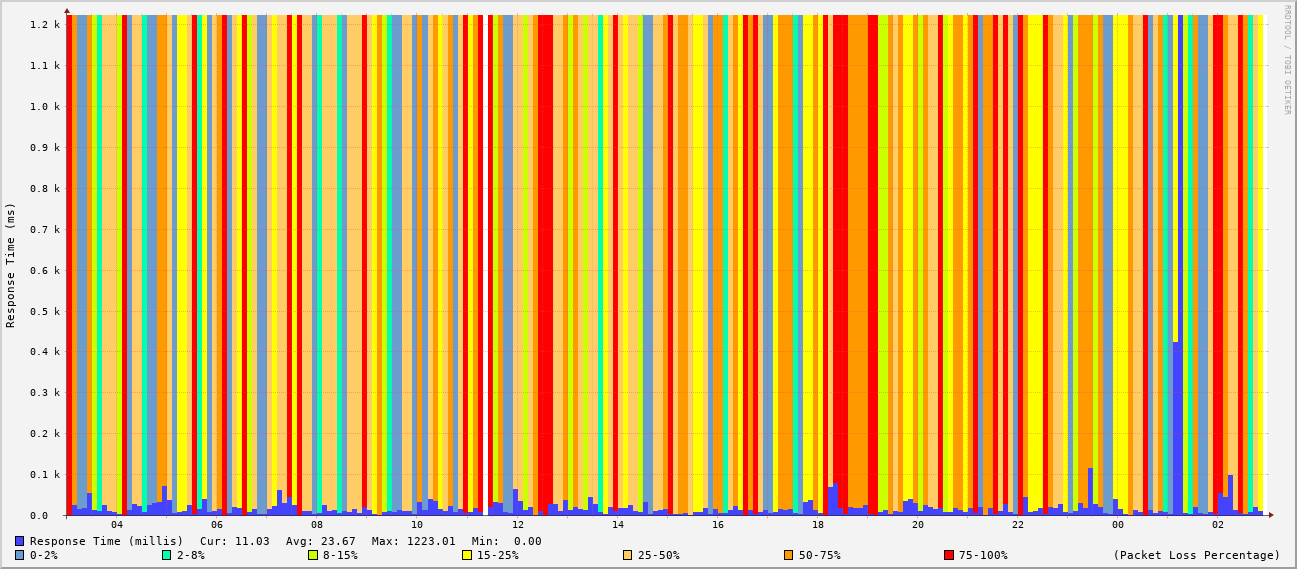 RRDTOOL / TOBI OETIKER
Response Time (ms)
1.2 k
1.1 k
1.0 k
0.9 k
0.8 k
0.7 k
0.6 k
0.5 k
0.4 k
0.3 k
0.2 k
0.1 k
0.0
04 06 08 10 12 14 16 18 20 22 00 02
Response Time (millis) Cur: 11.03 Avg: 23.67 Max: 1223.01 Min: 0.00
0-2% 2-8% 8-15% 15-25% 25-50% 50-75% 75-100% (Packet Loss Percentage)